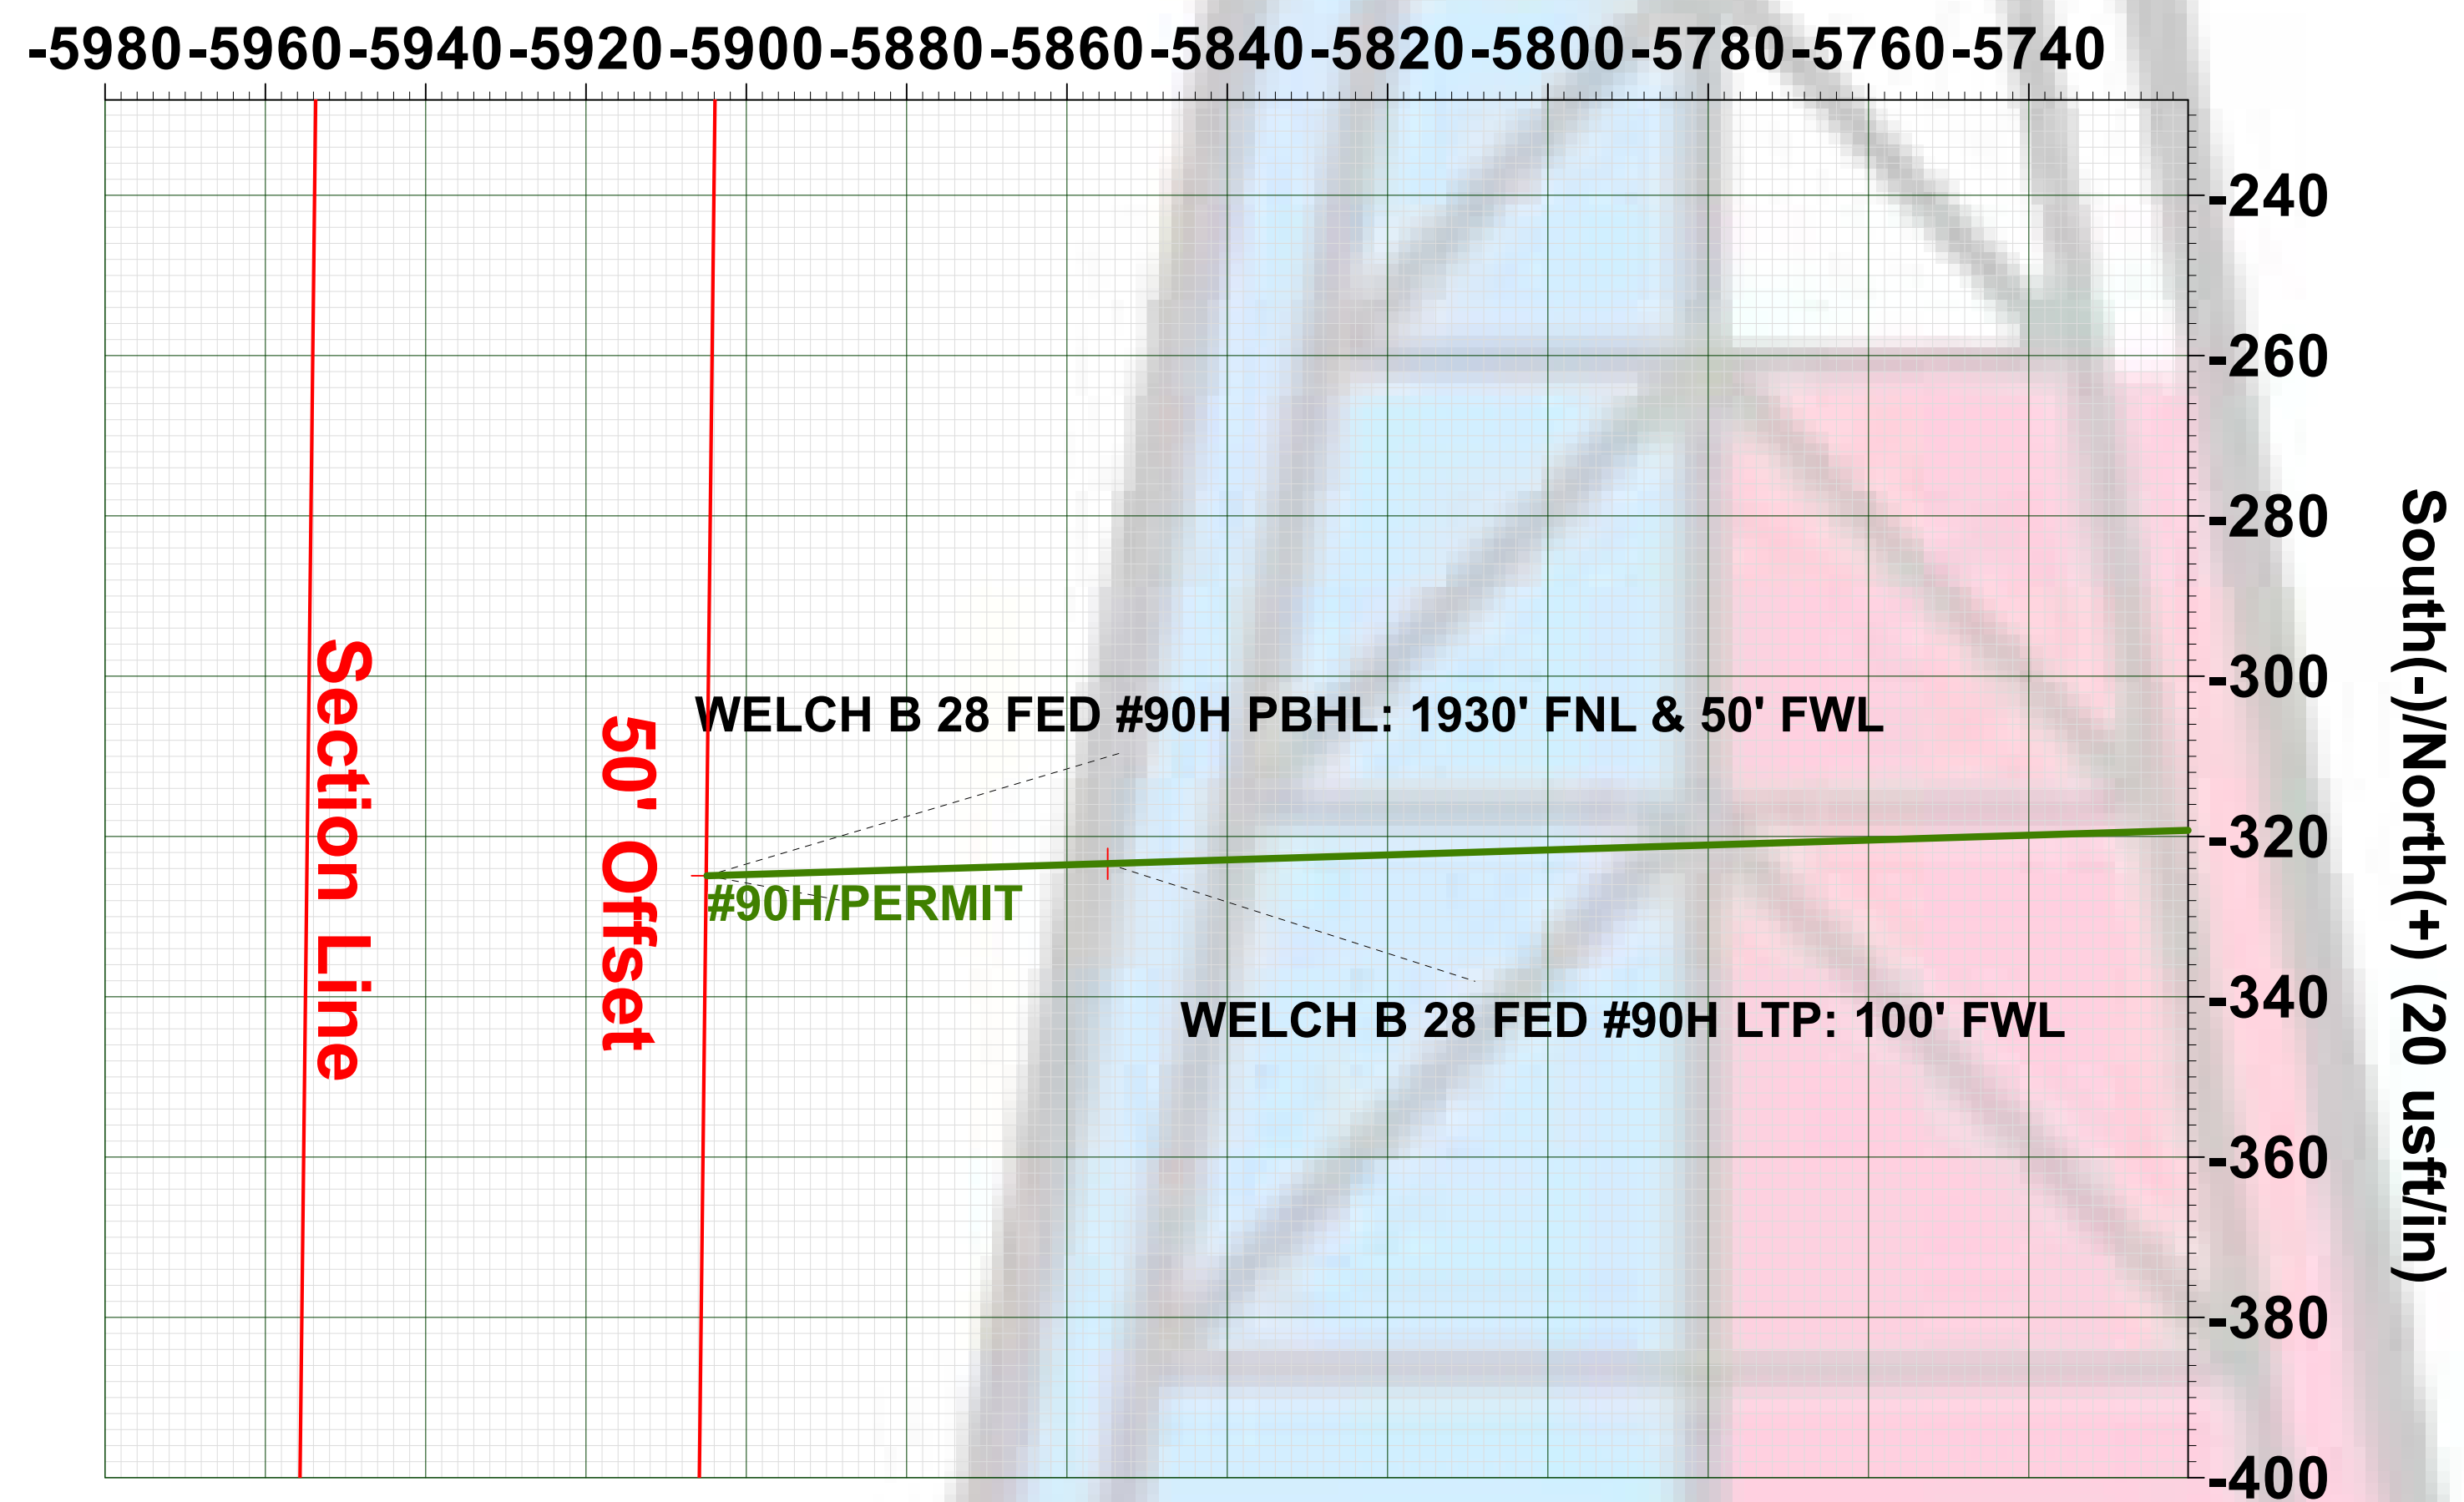 -5980 -5960 -5940 -5920 -5900 -5880 -5860 -5840 -5820 -5800 -5780 -5760 -5740
-240
-260
-280
-300
-320
-340
-360
-380
-400
South(-)/North(+) (20 usft/in)
Section Line
50' Offset
WELCH B 28 FED #90H PBHL: 1930' FNL & 50' FWL
#90H/PERMIT
WELCH B 28 FED #90H LTP: 100' FWL